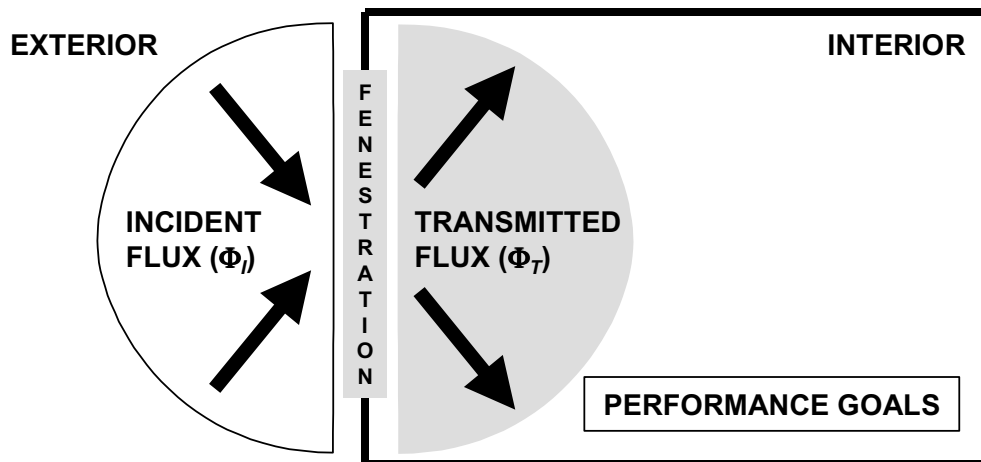 EXTERIOR
INTERIOR
FENESTRATION
INCIDENT
FLUX (ΦI)
TRANSMITTED
FLUX (ΦT)
PERFORMANCE GOALS